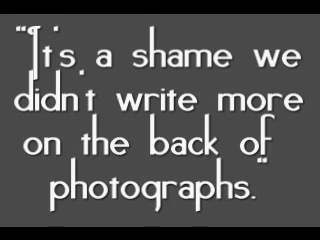 "It's a shame we
didn't write more
on the back of
photographs."